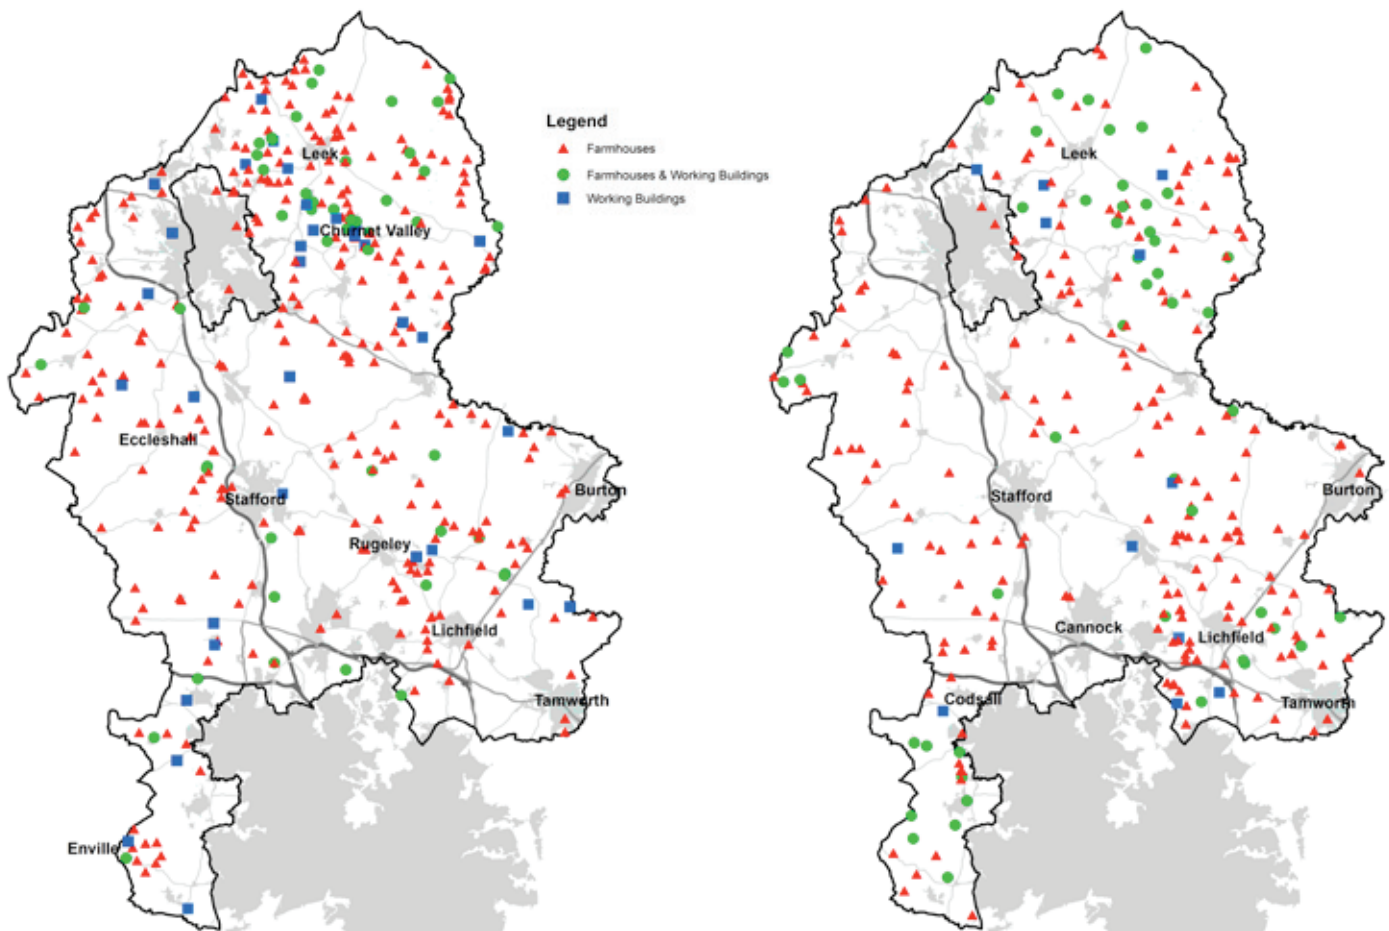 Legend
Farmhouses
Farmhouses & Working Buildings
Working Buildings
Leek
Churnet Valley
Eccleshall
Stafford
Burton
Rugeley
Lichfield
Tamworth
Enville
Leek
Stafford
Burton
Cannock
Lichfield
Codsall
Tamworth